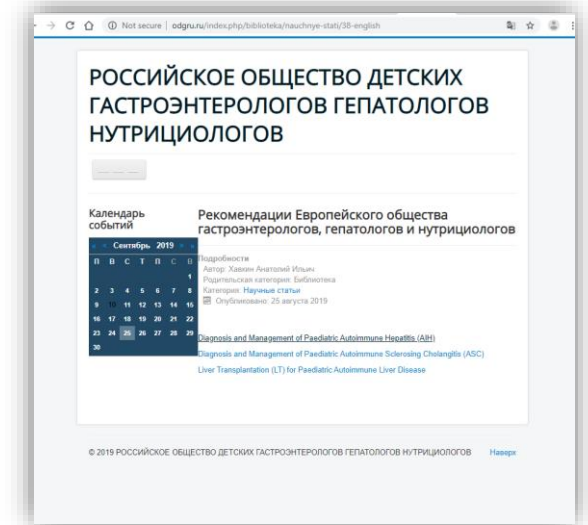 Not secure | odgru.ru/index.php/biblioteka/nauchnye-stati/38-english
РОССИЙСКОЕ ОБЩЕСТВО ДЕТСКИХ
ГАСТРОЭНТЕРОЛОГОВ ГЕПАТОЛОГОВ
НУТРИЦИОЛОГОВ
Календарь
событий
« < Сентябрь 2019 > »
П В С Т П С В
1
2 3 4 5 6 7 8
9 10 11 12 13 14 15
16 17 18 19 20 21 22
23 24 25 26 27 28 29
30
Рекомендации Европейского общества
гастроэнтерологов, гепатологов и нутрициологов
Подробности
Автор: Хавкин Анатолий Ильич
Родительская категория: Библиотека
Категория: Научные статьи
Опубликовано: 25 августа 2019
Diagnosis and Management of Paediatric Autoimmune Hepatitis (AIH)
Diagnosis and Management of Paediatric Autoimmune Sclerosing Cholangitis (ASC)
Liver Transplantation (LT) for Paediatric Autoimmune Liver Disease
© 2019 РОССИЙСКОЕ ОБЩЕСТВО ДЕТСКИХ ГАСТРОЭНТЕРОЛОГОВ ГЕПАТОЛОГОВ НУТРИЦИОЛОГОВ Наверх